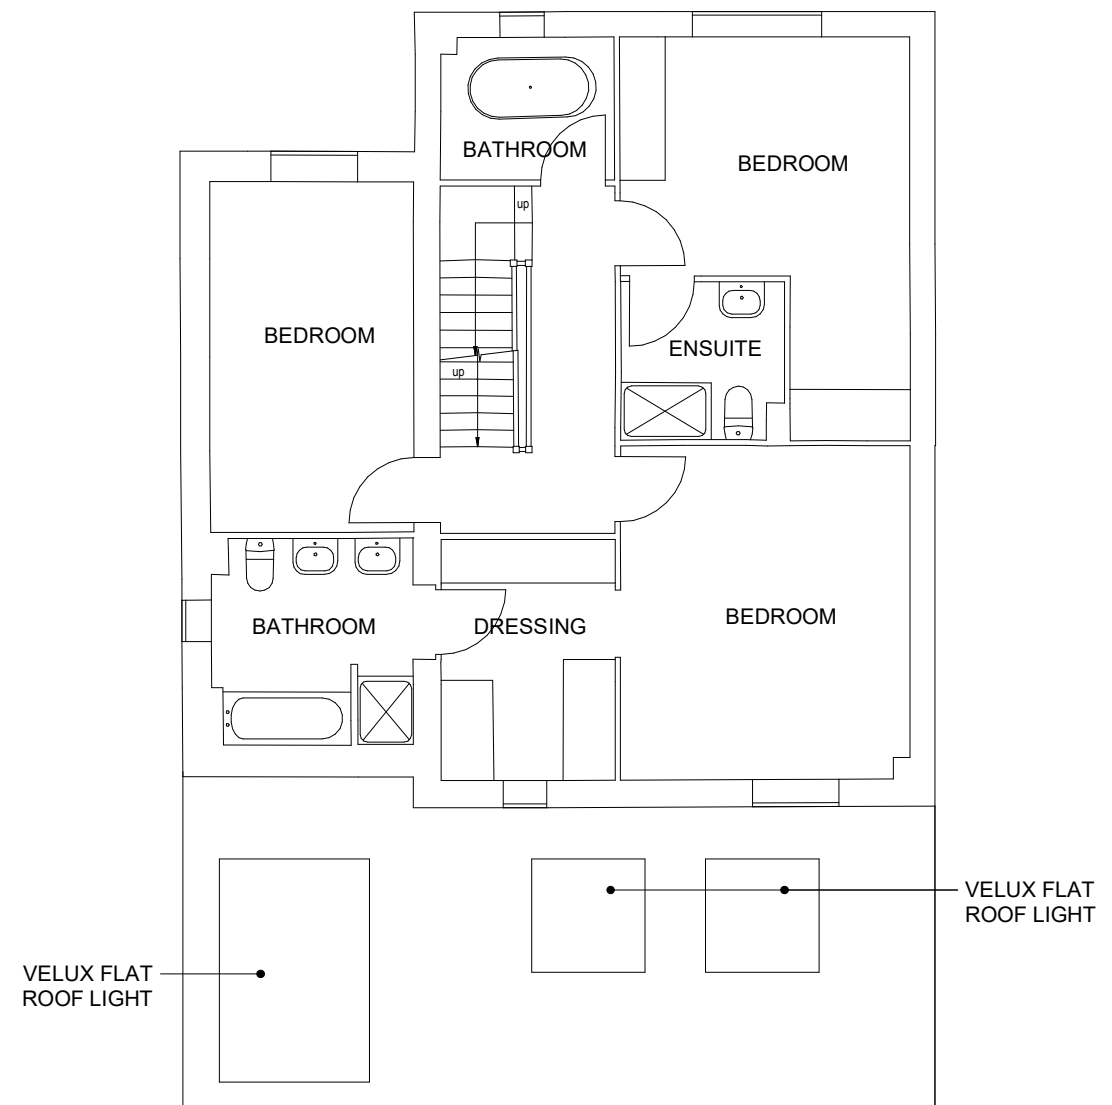 BATHROOM
BEDROOM
up
BEDROOM
ENSUITE
up
BEDROOM
BATHROOM
DRESSING
VELUX FLAT
ROOF LIGHT
VELUX FLAT
ROOF LIGHT